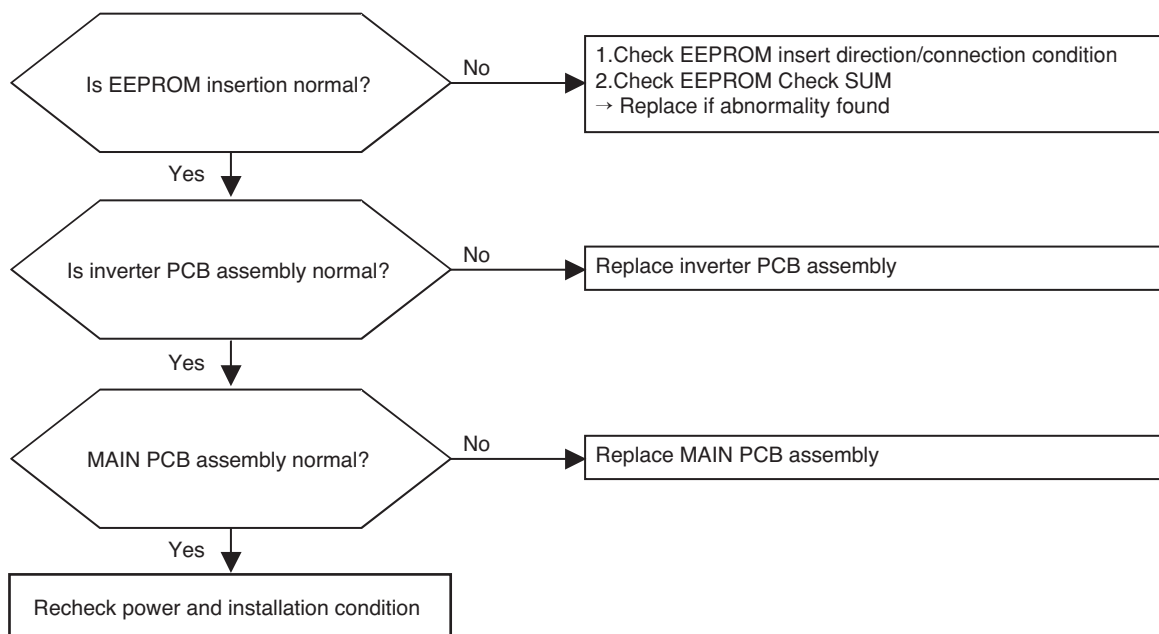 Is EEPROM insertion normal?
No
1.Check EEPROM insert direction/connection condition
2.Check EEPROM Check SUM
→ Replace if abnormality found
Yes
Is inverter PCB assembly normal?
No
Replace inverter PCB assembly
Yes
MAIN PCB assembly normal?
No
Replace MAIN PCB assembly
Yes
Recheck power and installation condition